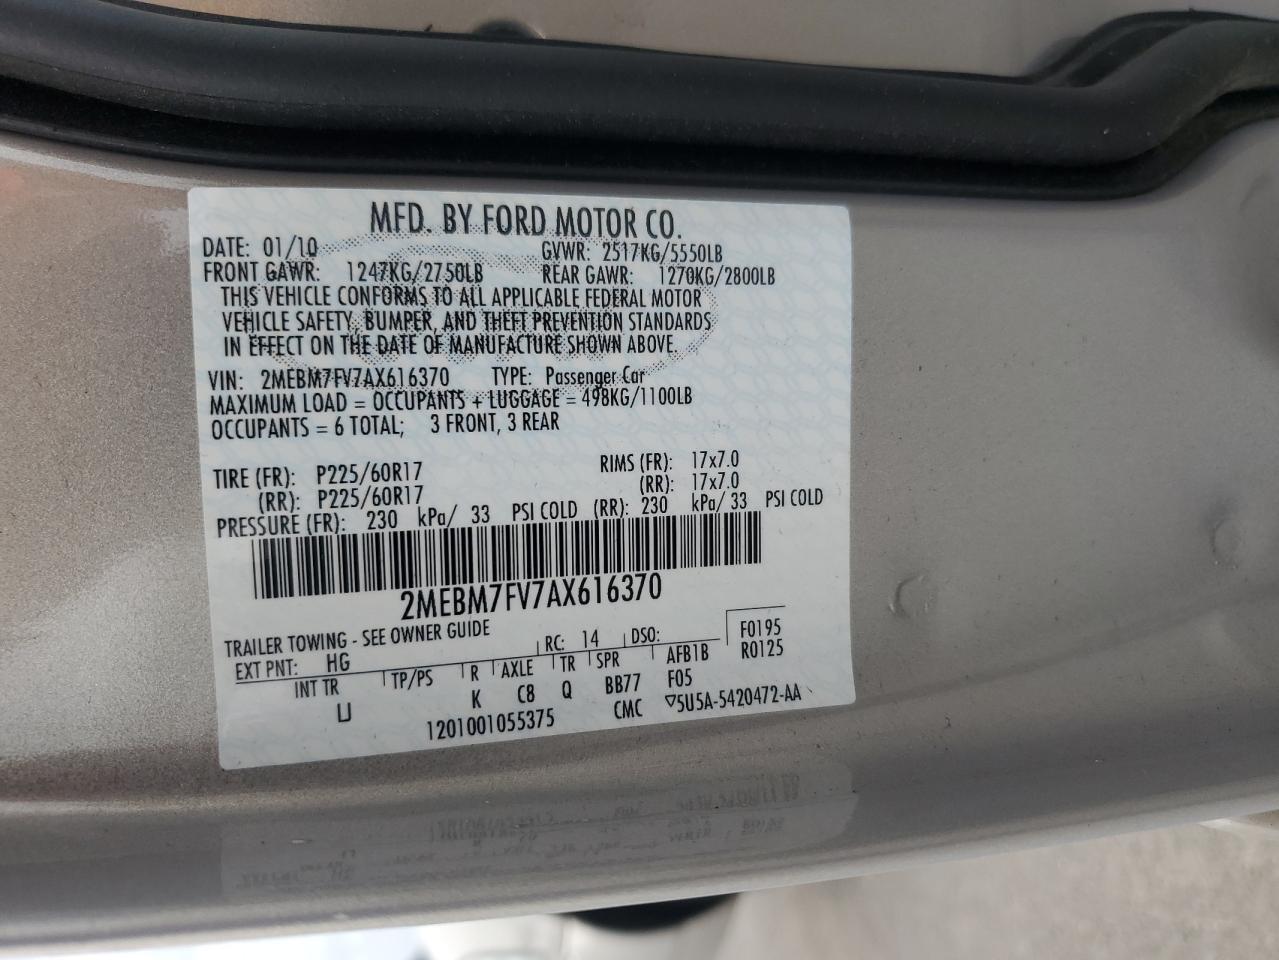 MFD. BY FORD MOTOR CO.
DATE: 01/10 GVWR: 2517KG/5550LB
FRONT GAWR: 1247KG/2750LB REAR GAWR: 1270KG/2800LB
THIS VEHICLE CONFORMS TO ALL APPLICABLE FEDERAL MOTOR
VEHICLE SAFETY, BUMPER, AND THEFT PREVENTION STANDARDS
IN EFFECT ON THE DATE OF MANUFACTURE SHOWN ABOVE.
VIN: 2MEBM7FV7AX616370 TYPE: Passenger Car
MAXIMUM LOAD = OCCUPANTS + LUGGAGE = 498KG/1100LB
OCCUPANTS = 6 TOTAL; 3 FRONT, 3 REAR
TIRE (FR): P225/60R17 RIMS (FR): 17x7.0
(RR): P225/60R17 (RR): 17x7.0
PRESSURE (FR): 230 kPa/ 33 PSI COLD (RR): 230 kPa/ 33 PSI COLD
2MEBM7FV7AX616370
TRAILER TOWING - SEE OWNER GUIDE
EXT PNT: HG RC: 14 DSO: F0195
INT TR TP/PS R AXLE TR SPR AFB1B R0125
U K C8 Q BB77 F05
1201001055375 CMC ▽5U5A-5420472-AA